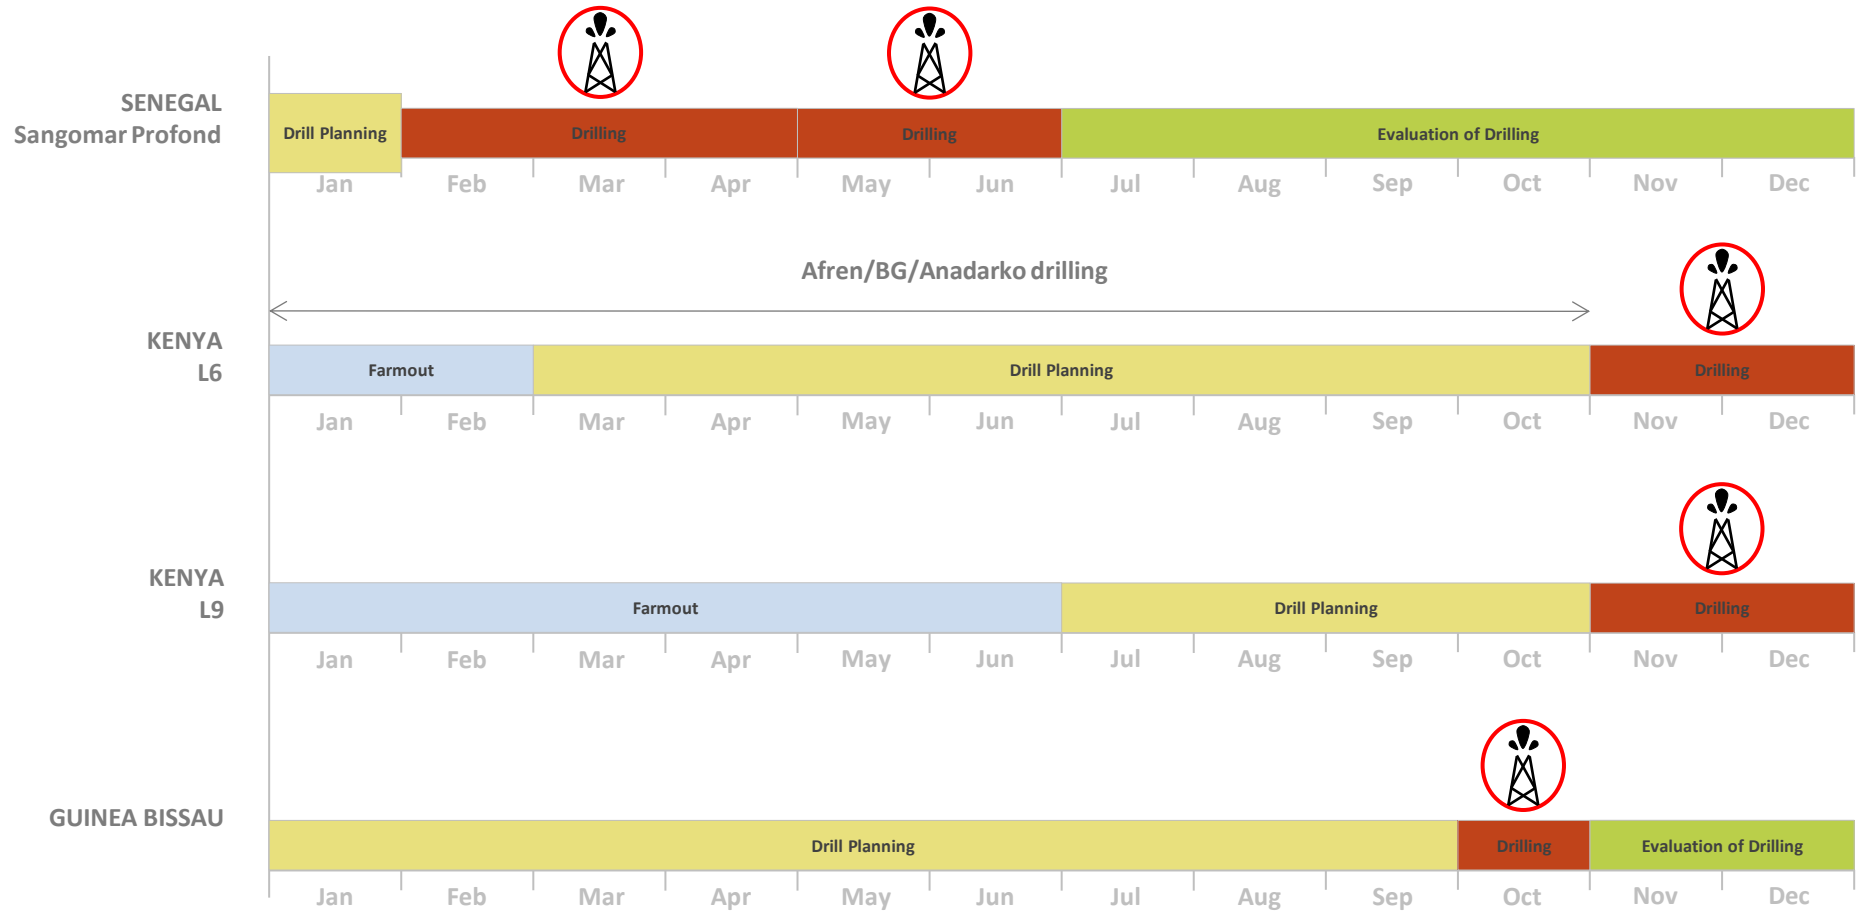 SENEGAL
Sangomar Profond
Drill Planning
Drilling
Drilling
Evaluation of Drilling
Jan Feb Mar Apr May Jun Jul Aug Sep Oct Nov Dec
Afren/BG/Anadarko drilling
KENYA
L6
Farmout
Drill Planning
Drilling
Jan Feb Mar Apr May Jun Jul Aug Sep Oct Nov Dec
KENYA
L9
Farmout
Drill Planning
Drilling
Jan Feb Mar Apr May Jun Jul Aug Sep Oct Nov Dec
GUINEA BISSAU
Drill Planning
Drilling
Evaluation of Drilling
Jan Feb Mar Apr May Jun Jul Aug Sep Oct Nov Dec